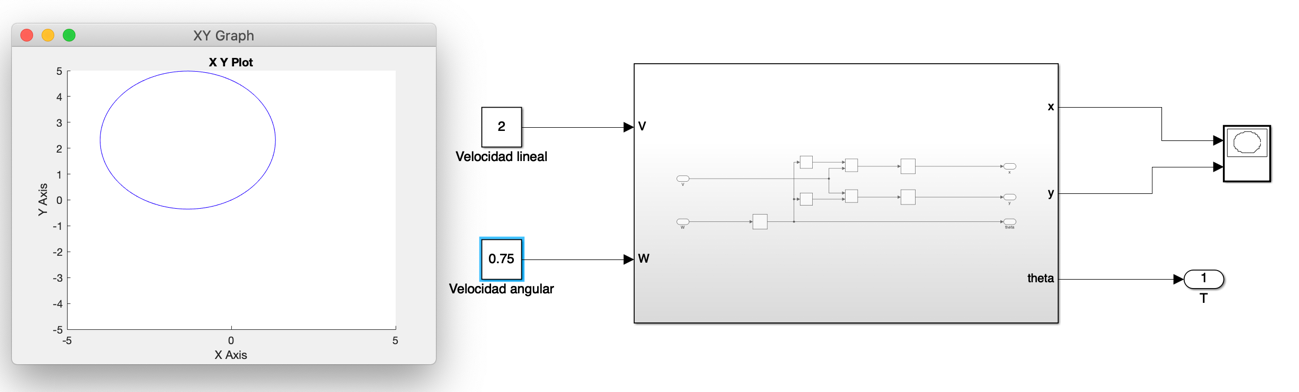 XY Graph
X Y Plot
5
4
3
2
1
0
-1
-2
-3
-4
-5
Y Axis
-5
0
5
X Axis
2
Velocidad lineal
0.75
Velocidad angular
V
W
x
y
theta
theta
1
T